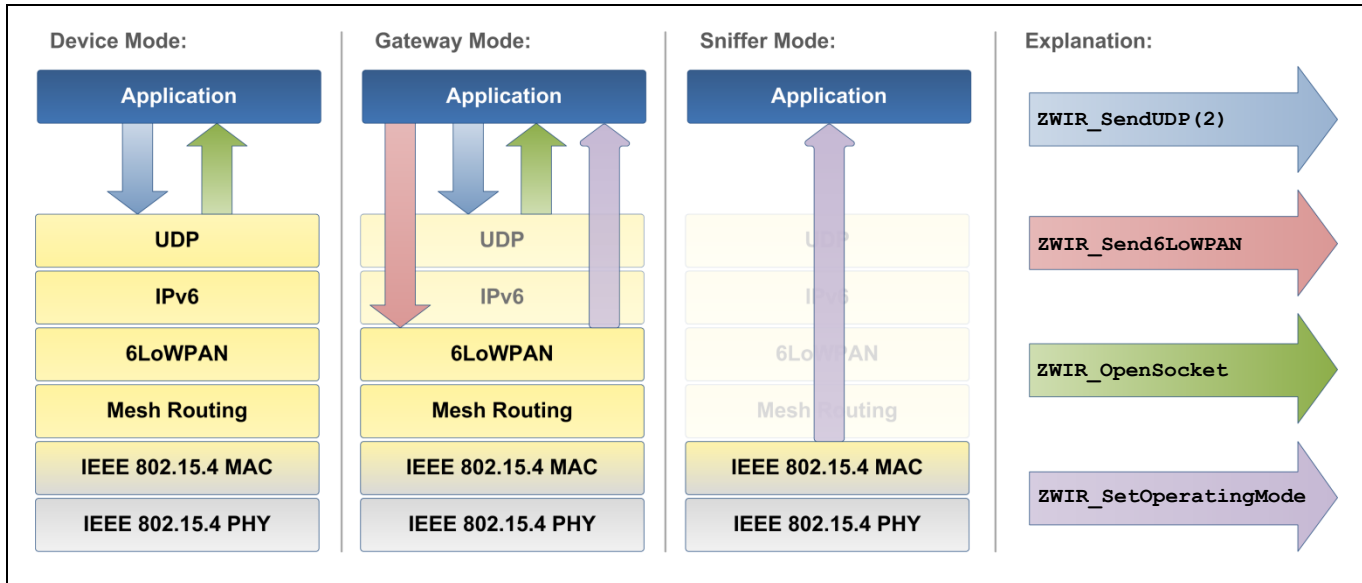 Device Mode:
Application
UDP
IPv6
6LoWPAN
Mesh Routing
IEEE 802.15.4 MAC
IEEE 802.15.4 PHY
Gateway Mode:
Application
UDP
IPv6
6LoWPAN
Mesh Routing
IEEE 802.15.4 MAC
IEEE 802.15.4 PHY
Sniffer Mode:
Application
UDP
IPv6
6LoWPAN
Mesh Routing
IEEE 802.15.4 MAC
IEEE 802.15.4 PHY
Explanation:
ZWIR_SendUDP(2)
ZWIR_Send6LoWPAN
ZWIR_OpenSocket
ZWIR_SetOperatingMode